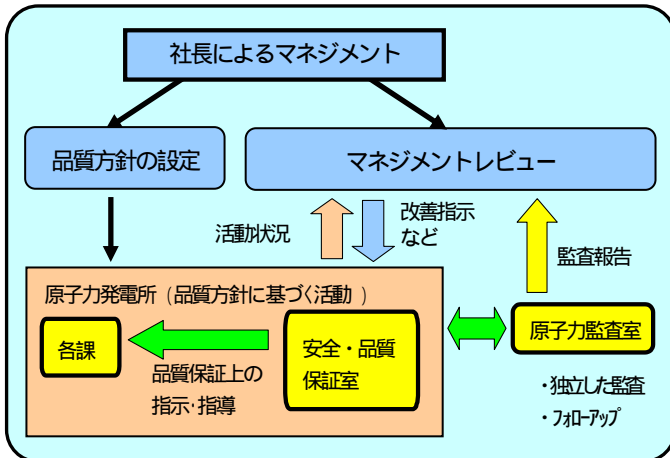 社長によるマネジメント
品質方針の設定
マネジメントレビュー
活動状況
改善指示
など
監査報告
原子力発電所（品質方針に基づく活動）
各課
安全・品質
保証室
品質保証上の
指示･指導
原子力監査室
・独立した監査
・フォローアップ